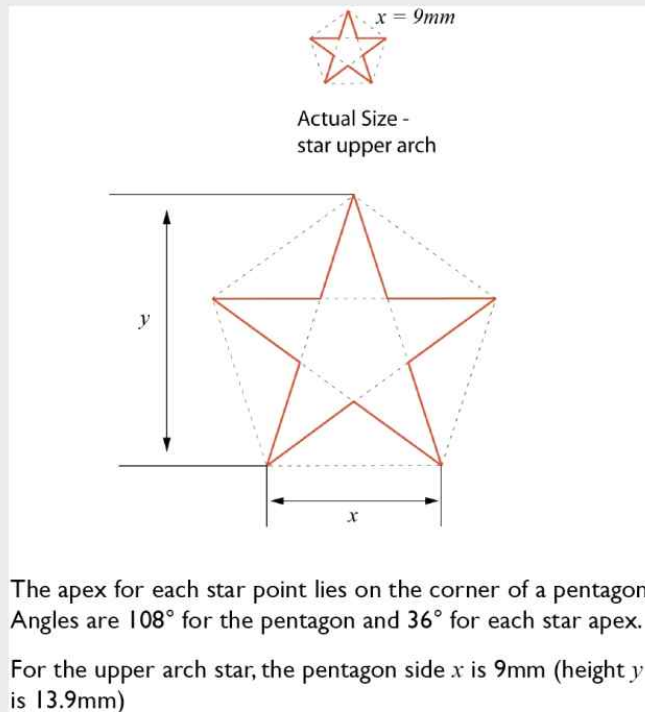 x = 9mm
Actual Size -
star upper arch
y
x
The apex for each star point lies on the corner of a pentagon
Angles are 108° for the pentagon and 36° for each star apex.
For the upper arch star, the pentagon side x is 9mm (height y
is 13.9mm)